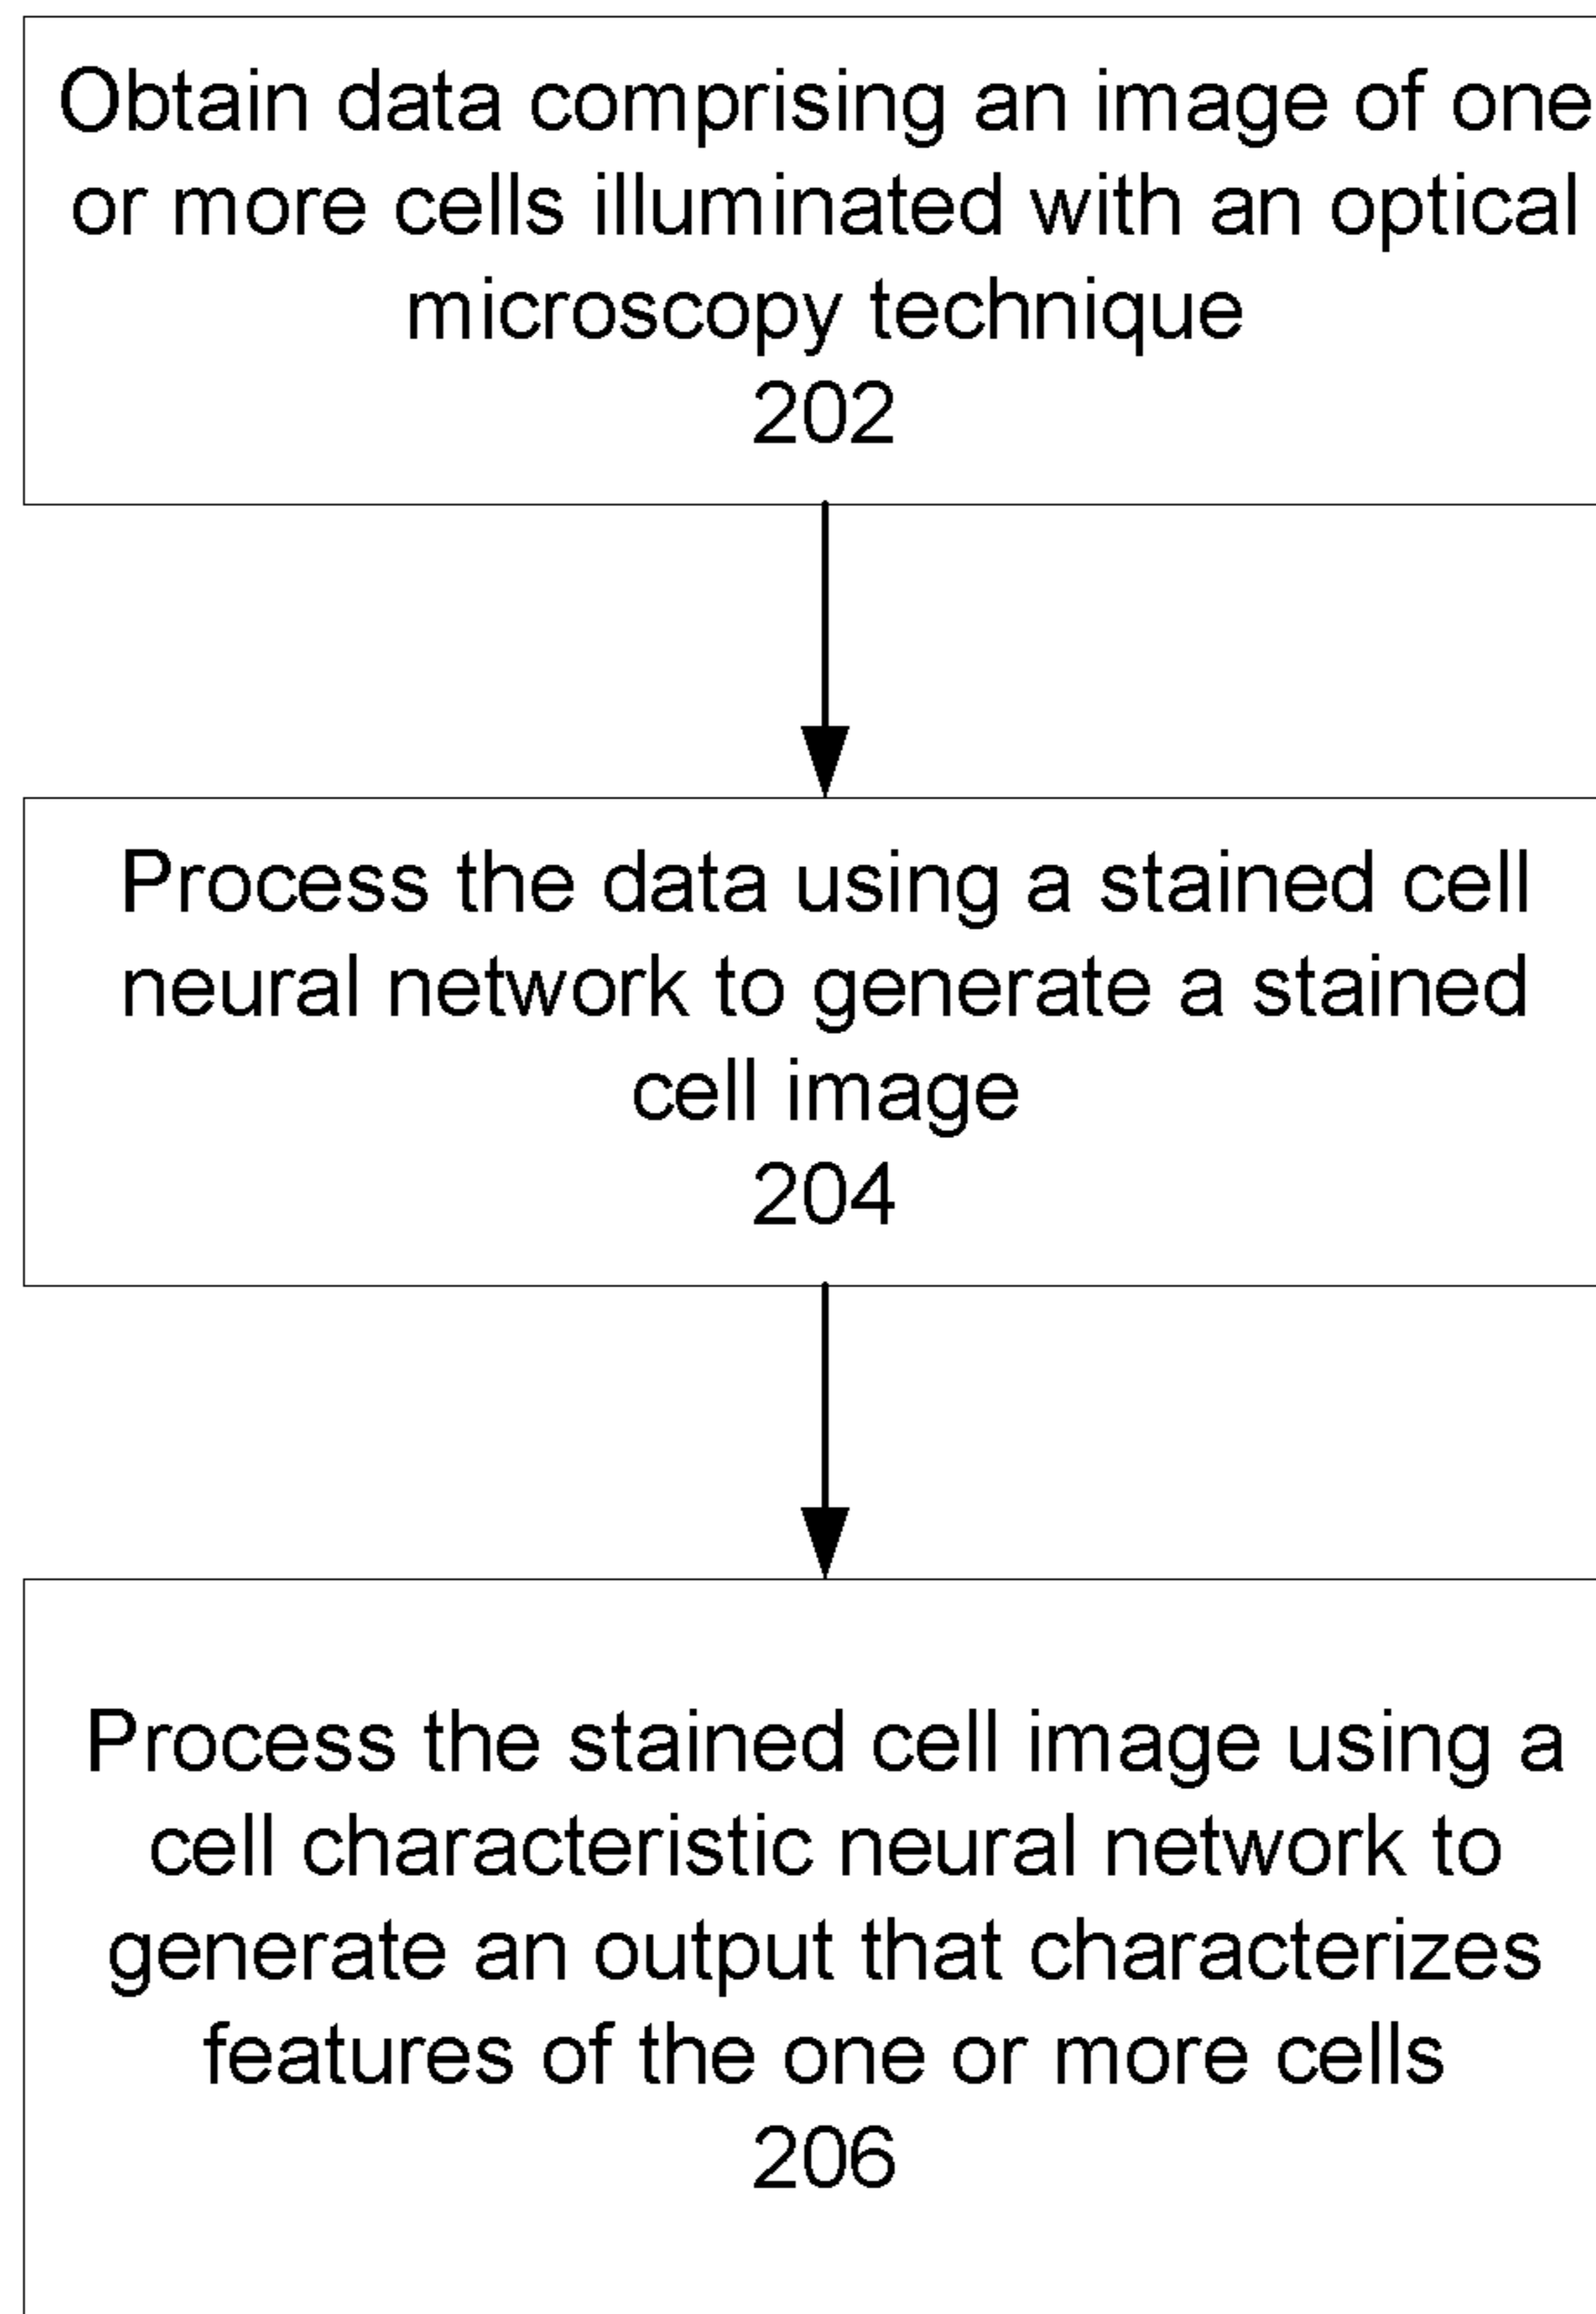 Obtain data comprising an image of one
or more cells illuminated with an optical
microscopy technique
202
Process the data using a stained cell
neural network to generate a stained
cell image
204
Process the stained cell image using a
cell characteristic neural network to
generate an output that characterizes
features of the one or more cells
206